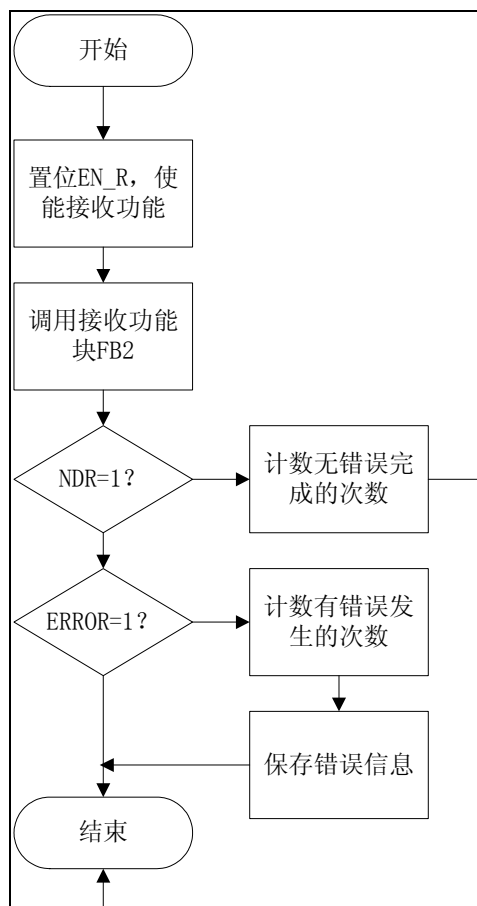 开始
置位EN_R，使
能接收功能
调用接收功能
块FB2
NDR=1?
计数无错误完
成的次数
ERROR=1?
计数有错误发
生的次数
保存错误信息
结束